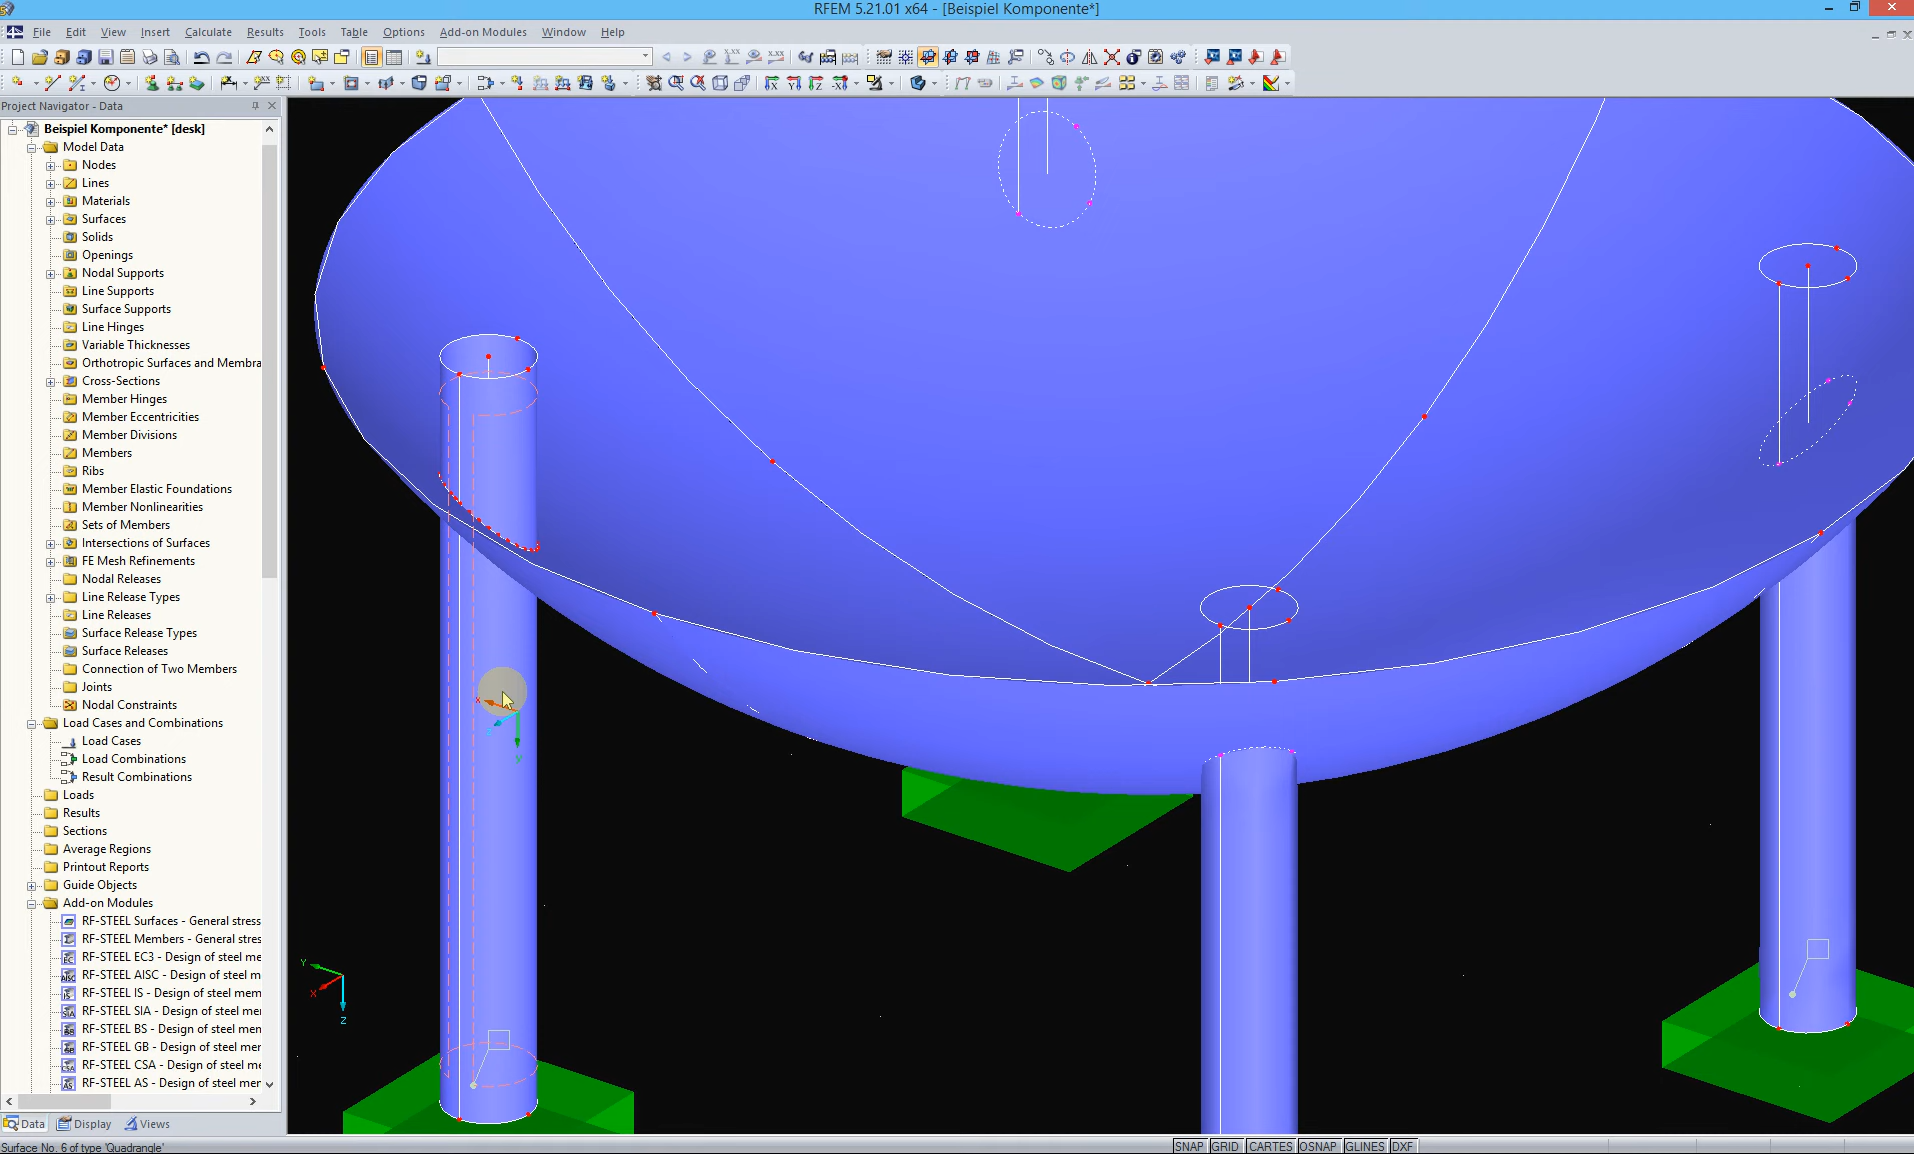 RFEM 5.21.01 x64 - [Beispiel Komponente*]
File Edit View Insert Calculate Results Tools Table Options Add-on Modules Window Help
Project Navigator - Data
Beispiel Komponente* [desk]
Model Data
Nodes
Lines
Materials
Surfaces
Solids
Openings
Nodal Supports
Line Supports
Surface Supports
Line Hinges
Variable Thicknesses
Orthotropic Surfaces and Membra
Cross-Sections
Member Hinges
Member Eccentricities
Member Divisions
Members
Ribs
Member Elastic Foundations
Member Nonlinearities
Sets of Members
Intersections of Surfaces
FE Mesh Refinements
Nodal Releases
Line Release Types
Line Releases
Surface Release Types
Surface Releases
Connection of Two Members
Joints
Nodal Constraints
Load Cases and Combinations
Load Cases
Load Combinations
Result Combinations
Loads
Results
Sections
Average Regions
Printout Reports
Guide Objects
Add-on Modules
RF-STEEL Surfaces - General stress
RF-STEEL Members - General stres
RF-STEEL EC3 - Design of steel me
RF-STEEL AISC - Design of steel m
RF-STEEL IS - Design of steel mem
RF-STEEL SIA - Design of steel mer
RF-STEEL BS - Design of steel mer
RF-STEEL GB - Design of steel mer
RF-STEEL CSA - Design of steel me
RF-STEEL AS - Design of steel mer
Data Display Views
x
y
Y
X
Z
Surface No. 6 of type 'Quadrangle'
SNAP GRID CARTES OSNAP GLINES DXF